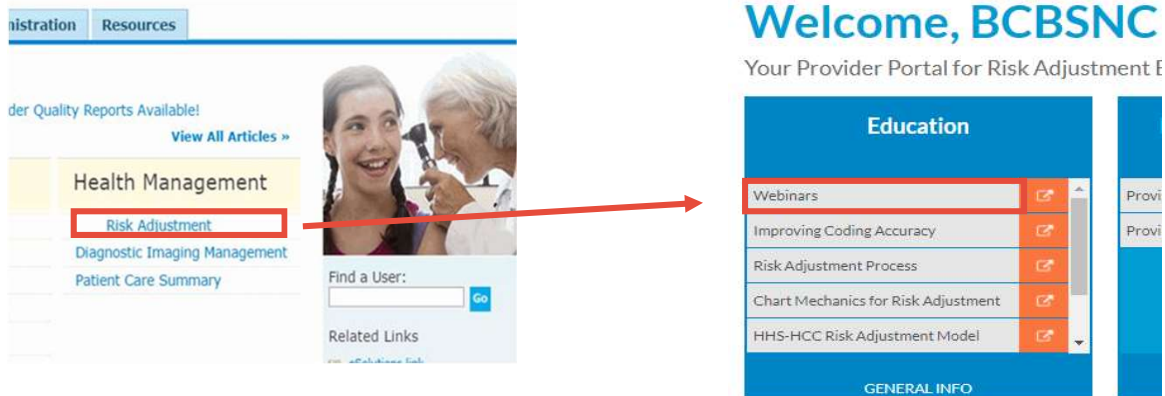 nistration Resources
der Quality Reports Available!
View All Articles »
Health Management
Risk Adjustment
Diagnostic Imaging Management
Patient Care Summary
Find a User:
Go
Related Links
Welcome, BCBSNC
Your Provider Portal for Risk Adjustment E
Education
Webinars
Improving Coding Accuracy
Risk Adjustment Process
Chart Mechanics for Risk Adjustment
HHS-HCC Risk Adjustment Model
GENERAL INFO
Provi
Provi